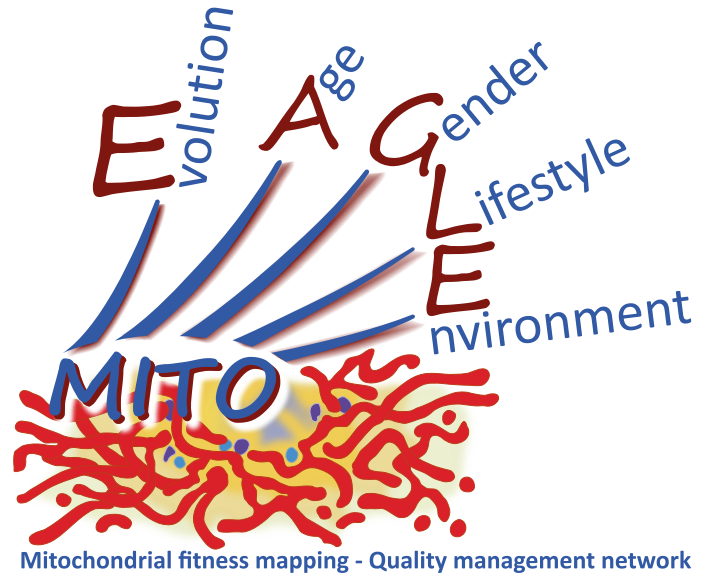 Evolution
Age
Gender
Lifestyle
Environment
MITO
Mitochondrial fitness mapping - Quality management network